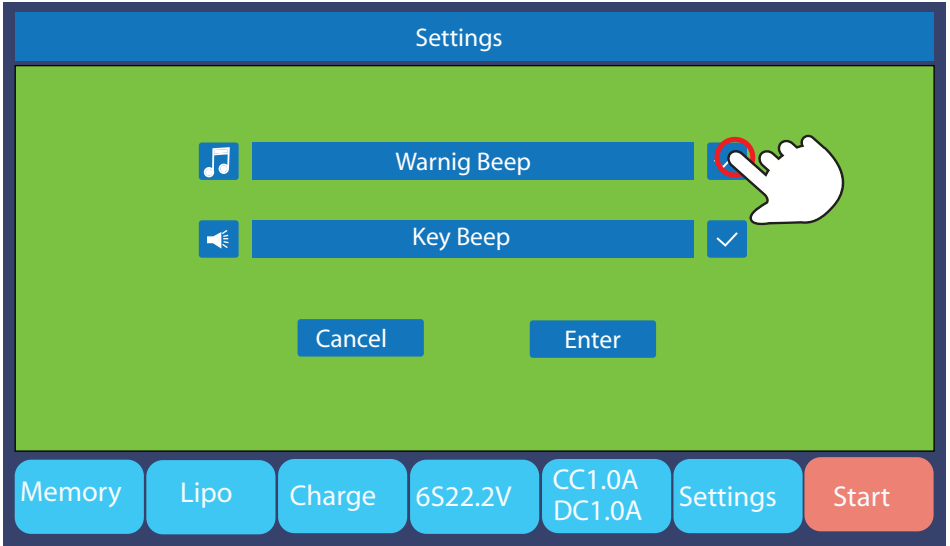 Settings
Warnig Beep
Key Beep
Cancel Enter
Memory Lipo Charge 6S22.2V CC1.0A DC1.0A Settings Start